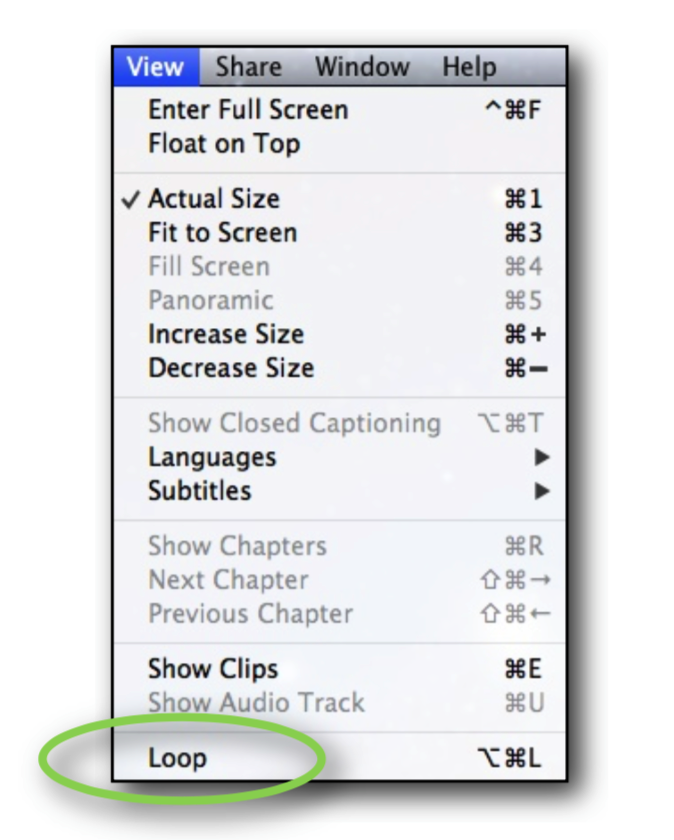 View Share Window Help
Enter Full Screen ^⌘F
Float on Top
✓ Actual Size ⌘1
Fit to Screen ⌘3
Fill Screen ⌘4
Panoramic ⌘5
Increase Size ⌘+
Decrease Size ⌘−
Show Closed Captioning ⌥⌘T
Languages ▶
Subtitles ▶
Show Chapters ⌘R
Next Chapter ⇧⌘→
Previous Chapter ⇧⌘←
Show Clips ⌘E
Show Audio Track ⌘U
Loop ⌥⌘L